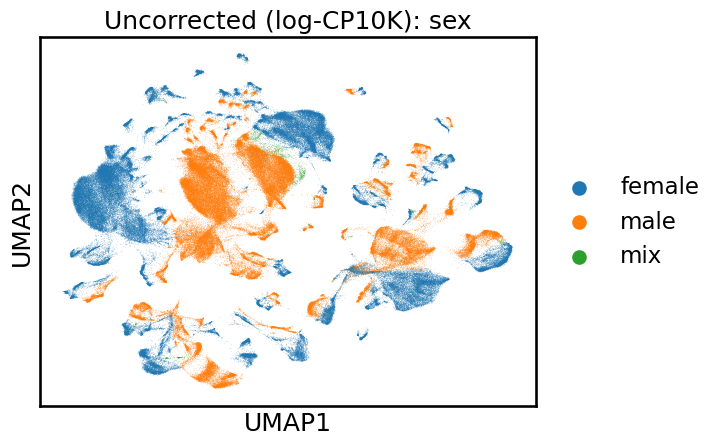 Uncorrected (log-CP10K): sex
UMAP2
female
male
mix
UMAP1